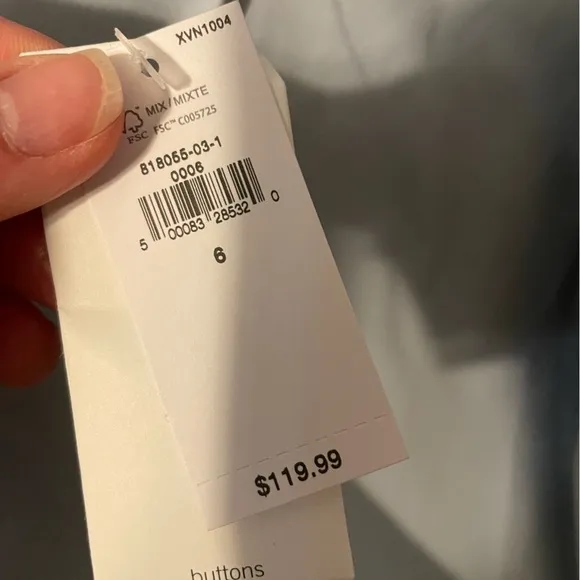 XVN1004
MIX / MIXTE
FSC FSC™ C005725
818055-03-1
0006
5 00083 28532 0
6
$119.99
buttons